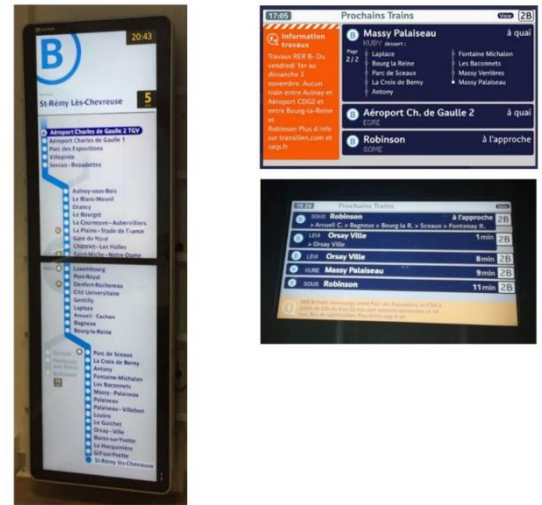 B
20:43
St-Rémy Lès-Chevreuse
5
Aéroport Charles de Gaulle 2 TGV
Aéroport Charles de Gaulle 1
Parc des Expositions
Villepinte
Sevran-Beaudottes
Aulnay-sous-Bois
Le Blanc-Mesnil
Drancy
Le Bourget
La Courneuve-Aubervilliers
La Plaine-Stade de France
Gare du Nord
Châtelet-Les Halles
Saint-Michel-Notre-Dame
Luxembourg
Port-Royal
Denfert-Rochereau
Cité Universitaire
Gentilly
Laplace
Arcueil-Cachan
Bagneux
Bourg-la-Reine
Sceaux
Fontenay
aux Roses
Robinson
Parc de Sceaux
La Croix de Berny
Antony
Fontaine-Michalon
Les Baconnets
Massy-Palaiseau
Palaiseau
Palaiseau-Villebon
Lozère
Le Guichet
Orsay-Ville
Bures-sur-Yvette
La Hacquinière
Gif-sur-Yvette
St-Rémy lès-Chevreuse
17:05 Prochains Trains Voie 2B
Information
travaux
Travaux RER B- Du
vendredi 1er au
dimanche 3
novembre, Aucun
train entre Aulnay et
Aéroport CDG2 et
entre Bourg-la-Reine
et
Robinson Plus d info
sur transilien.com et
ratp.fr
B Massy Palaiseau à quai
KUBY dessert :
Page
2/2
Laplace
Bourg la Reine
Parc de Sceaux
La Croix de Berny
Antony
Fontaine Michalon
Les Baconnets
Massy Verrières
Massy Palaiseau
B Aéroport Ch. de Gaulle 2 à quai
EGRE
B Robinson à l'approche
SOME
Prochains Trains Voie
B Robinson à l'approche 2B
> Arcueil C. > Bagneux > Bourg la R. > Sceaux > Fontenay R.
B LEVI Orsay Ville 1min 2B
> Orsay Ville
B LEVI Orsay Ville 8min 2B
B Massy Palaiseau 9min 2B
B Robinson 11min 2B